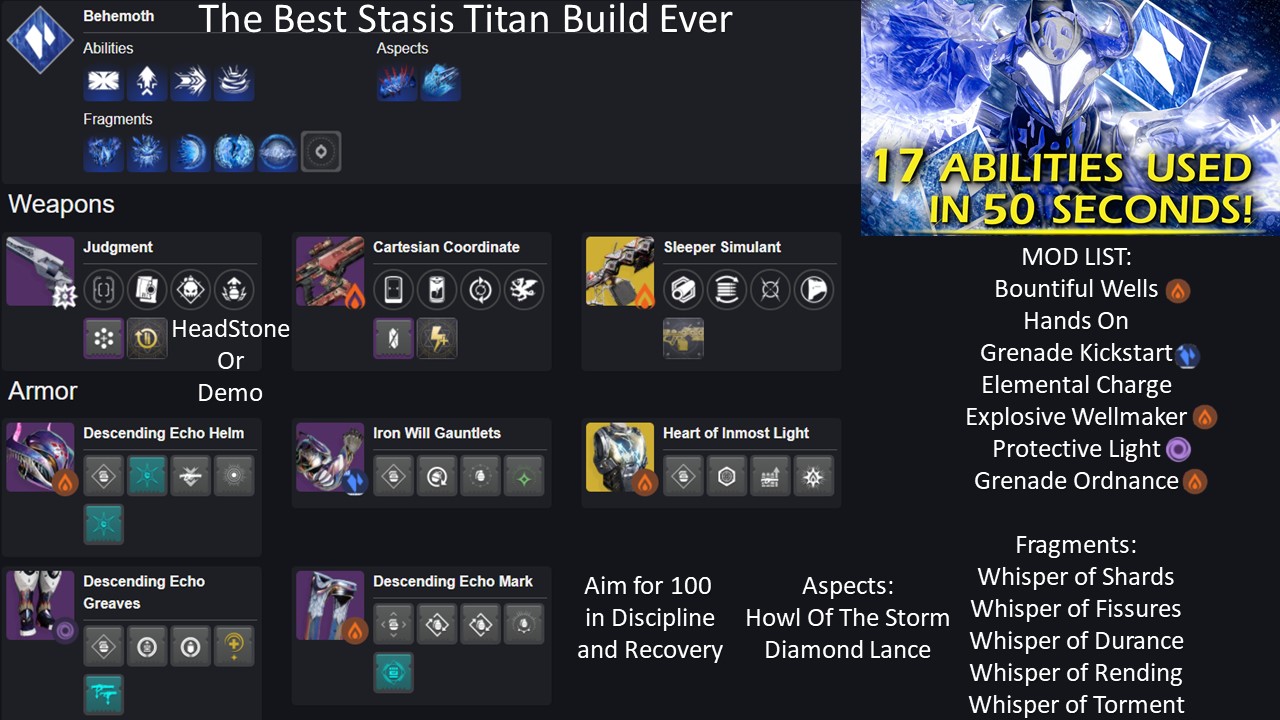 The Best Stasis Titan Build Ever
Behemoth
Abilities
Aspects
Fragments
17 ABILITIES USED
IN 50 SECONDS!
Weapons
Judgment
Cartesian Coordinate
Sleeper Simulant
HeadStone
Or
Demo
Armor
Descending Echo Helm
Iron Will Gauntlets
Heart of Inmost Light
Descending Echo
Greaves
Descending Echo Mark
Aim for 100
in Discipline
and Recovery
Aspects:
Howl Of The Storm
Diamond Lance
MOD LIST:
Bountiful Wells
Hands On
Grenade Kickstart
Elemental Charge
Explosive Wellmaker
Protective Light
Grenade Ordnance
Fragments:
Whisper of Shards
Whisper of Fissures
Whisper of Durance
Whisper of Rending
Whisper of Torment